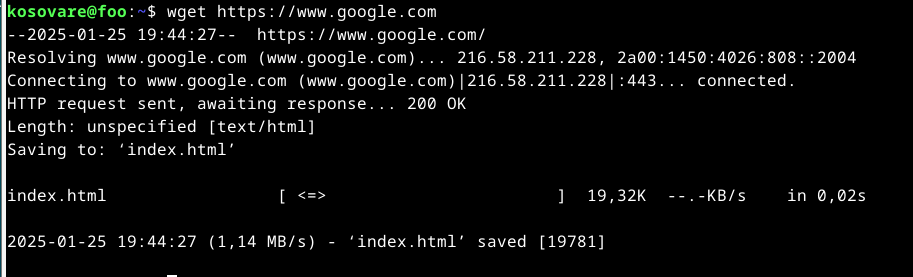 kosovare@foo:~$ wget https://www.google.com
--2025-01-25 19:44:27--  https://www.google.com/
Resolving www.google.com (www.google.com)... 216.58.211.228, 2a00:1450:4026:808::2004
Connecting to www.google.com (www.google.com)|216.58.211.228|:443... connected.
HTTP request sent, awaiting response... 200 OK
Length: unspecified [text/html]
Saving to: ‘index.html’
index.html                 [ <=>                            ]  19,32K  --.-KB/s    in 0,02s
2025-01-25 19:44:27 (1,14 MB/s) - ‘index.html’ saved [19781]